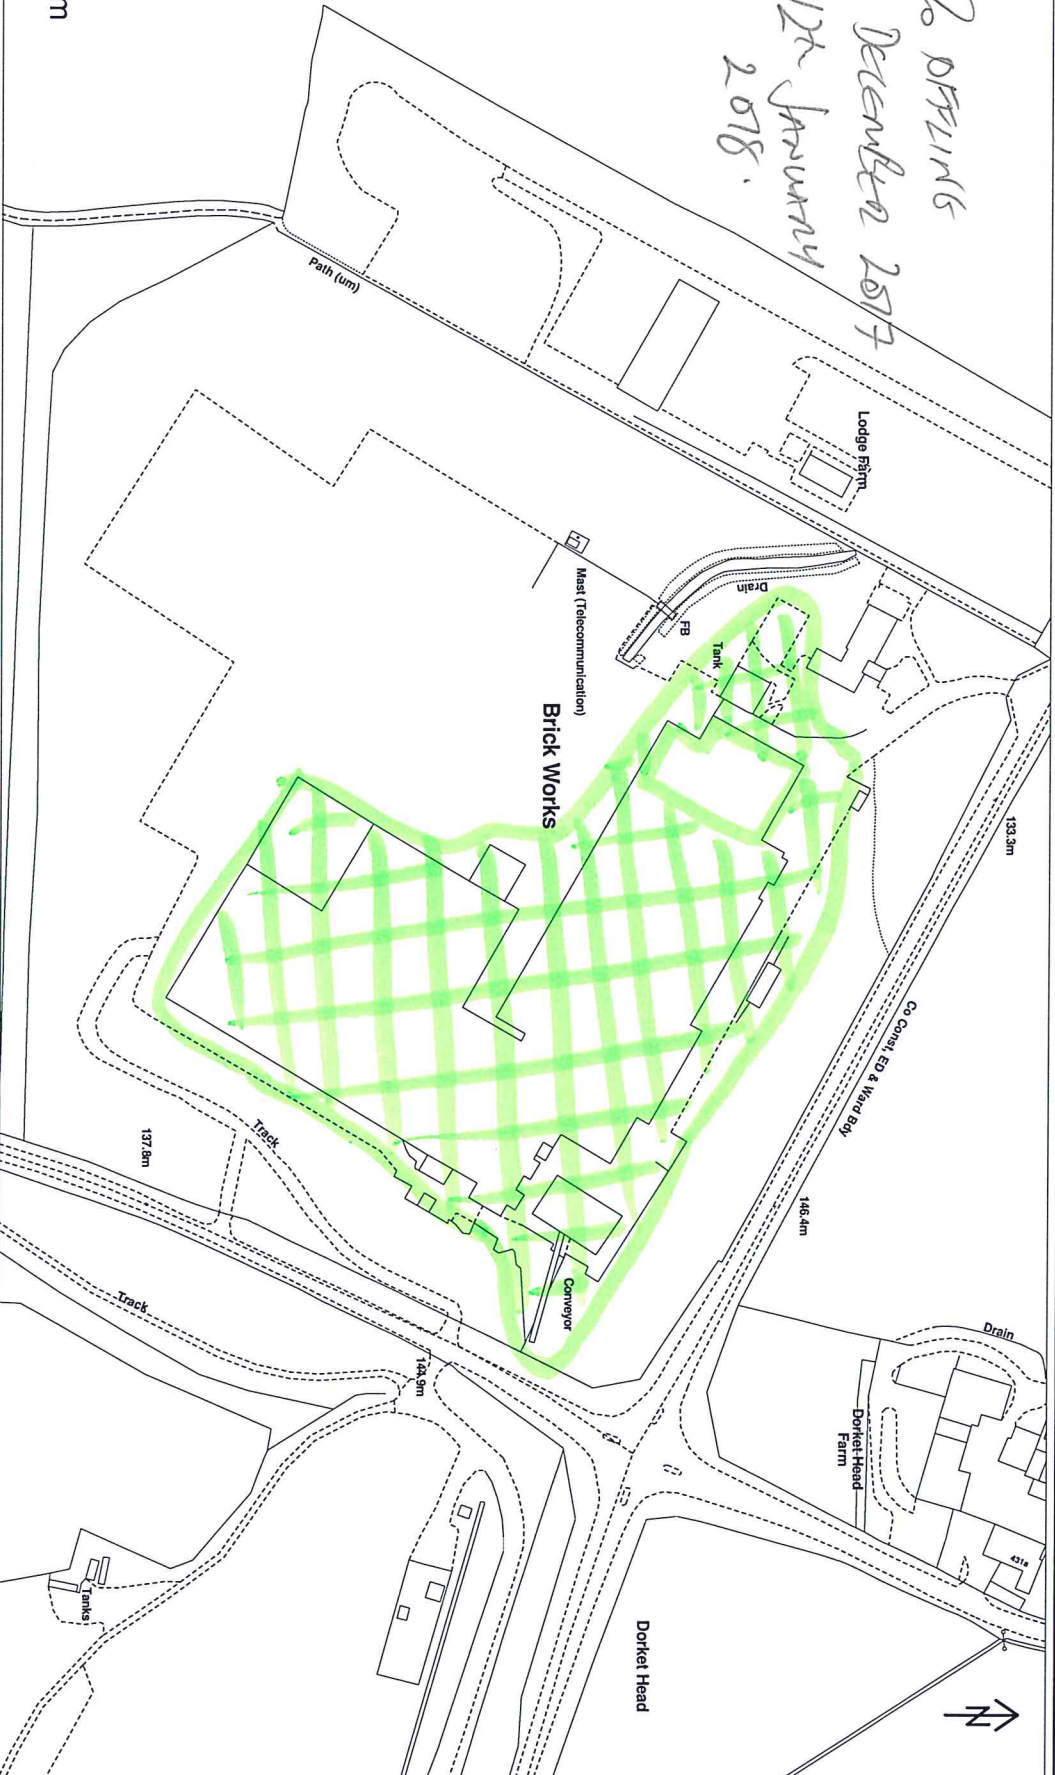 OFFLING
DECEMBER 2017
12th JANUARY
2018.
Lodge Farm
Path (um)
Drain
FB
Tank
Mast (Telecommunication)
Brick Works
133.3m
Co Const, ED & Ward Bdy
146.4m
Conveyor
Track
137.8m
Track
144.9m
Drain
Dorket Head
Farm
431a
Tanks
Dorket Head
N
m